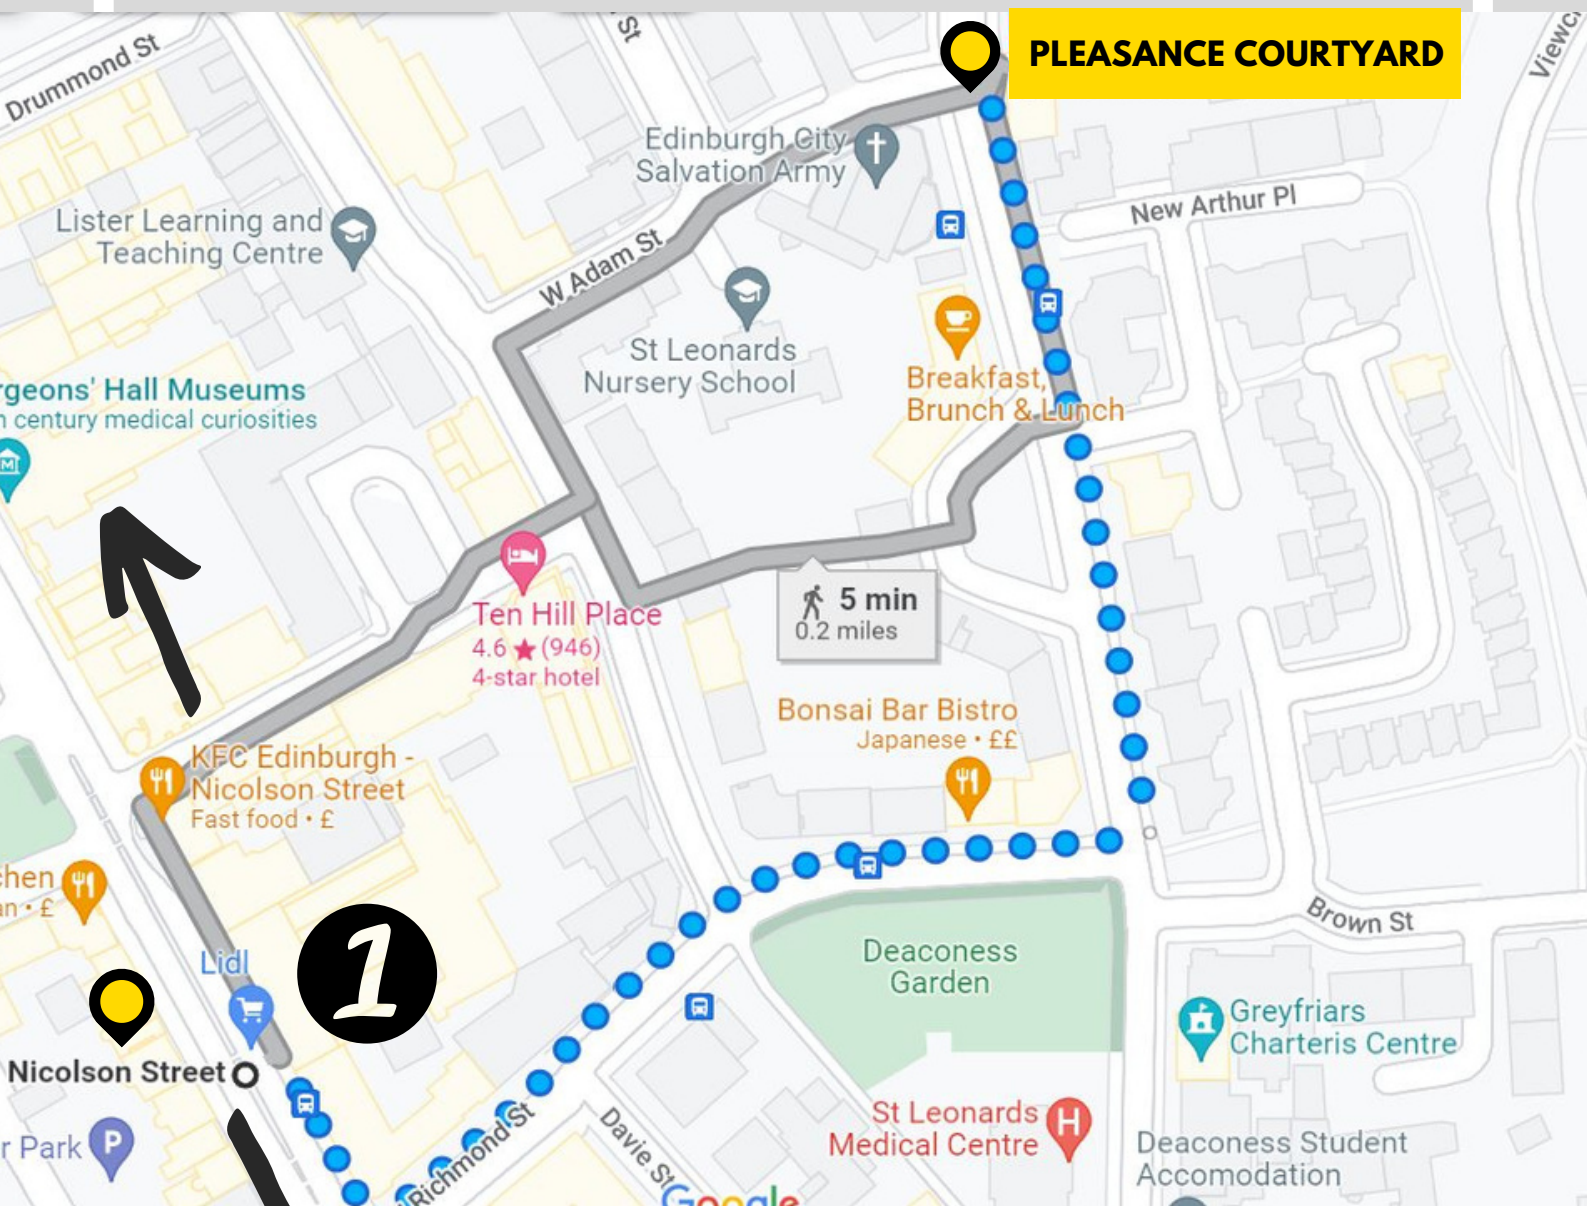 St
PLEASANCE COURTYARD
Drummond St
Edinburgh City
Salvation Army
New Arthur Pl
Lister Learning and
Teaching Centre
W Adam St
St Leonards
Nursery School
rgeons' Hall Museums
century medical curiosities
Breakfast,
Brunch & Lunch
5 min
0.2 miles
Ten Hill Place
4.6 ★ (946)
4-star hotel
Bonsai Bar Bistro
Japanese • ££
KFC Edinburgh -
Nicolson Street
Fast food • £
chen
an • £
Brown St
Lidl
1
Deaconess
Garden
Greyfriars
Charteris Centre
Nicolson Street
Richmond St
Davie St
St Leonards
Medical Centre
H
r Park
P
Deaconess Student
Accomodation
Google
M